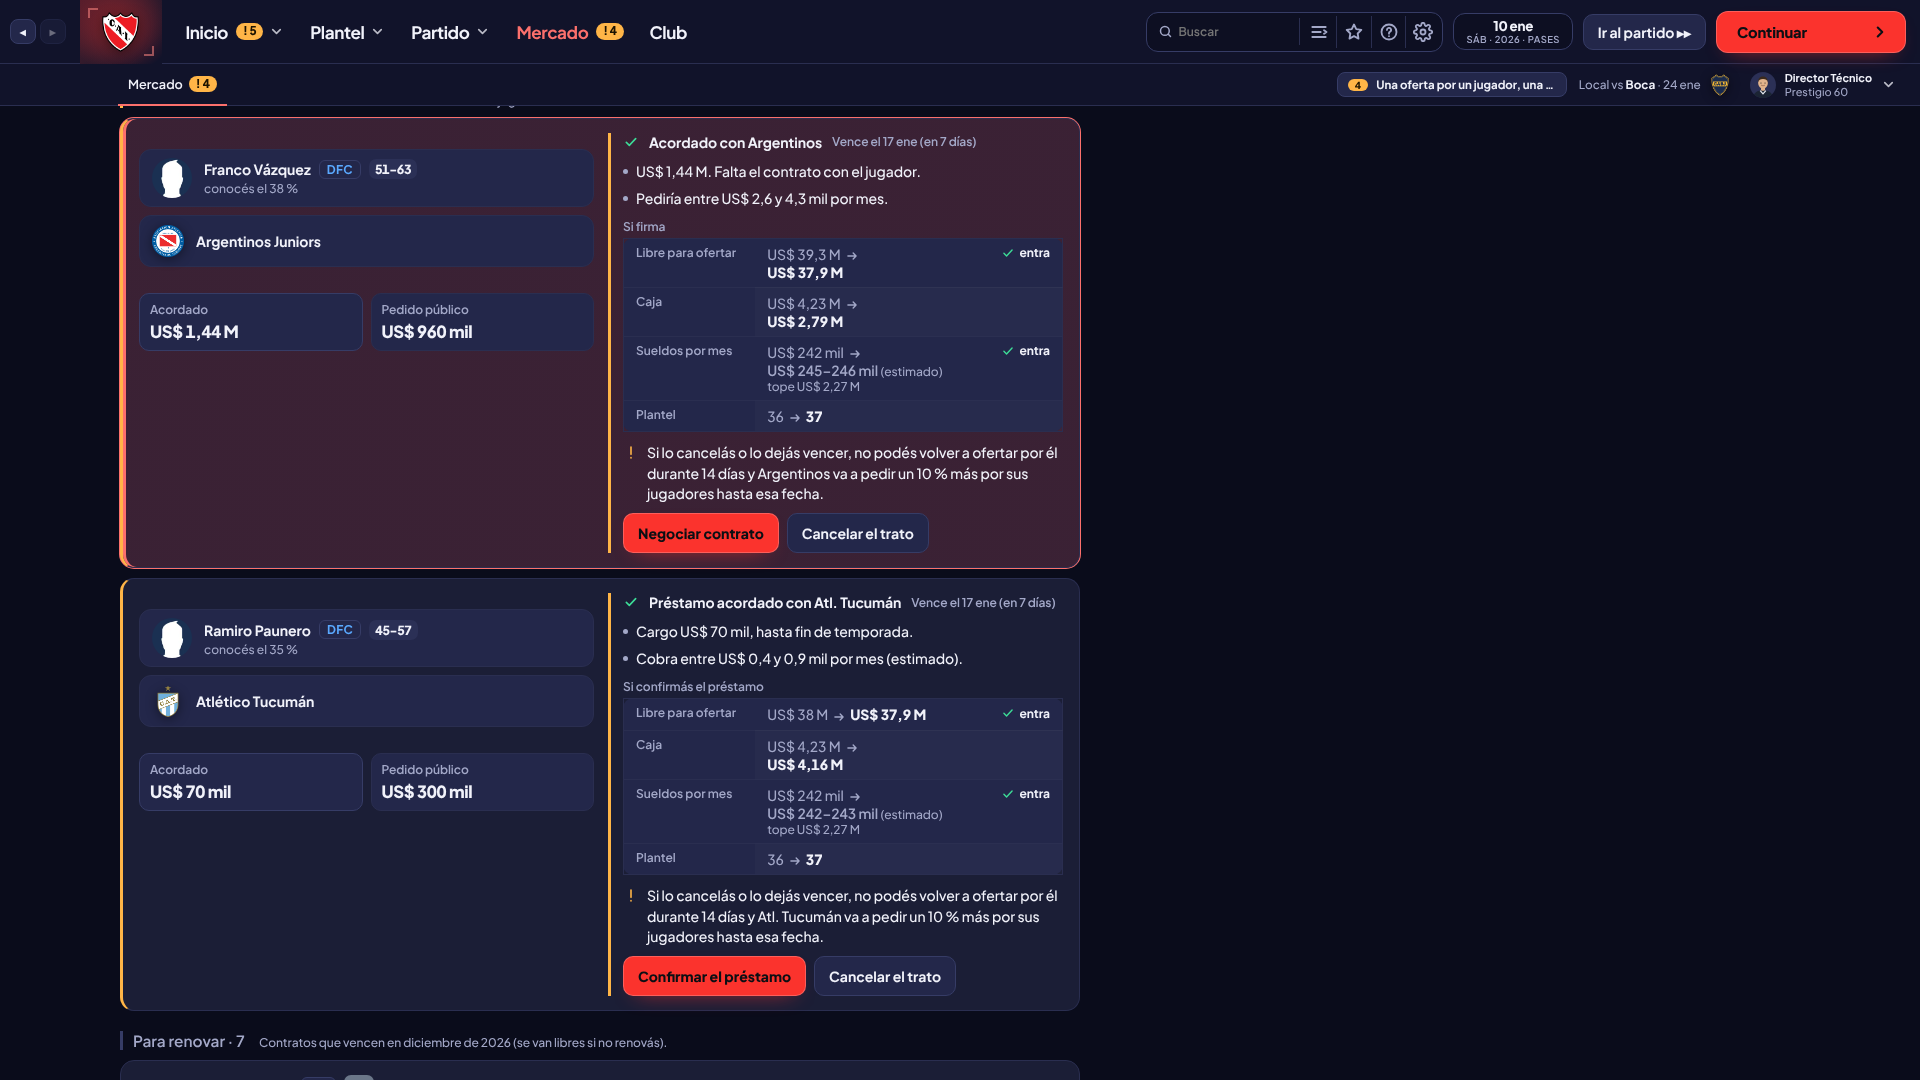 Inicio ! 5
Plantel
Partido
Mercado ! 4
Club
Buscar
10 ene
SÁB · 2026 · PASES
Ir al partido ▸▸
Continuar
Mercado ! 4
4 Una oferta por un jugador, una ...
Local vs Boca · 24 ene
Director Técnico
Prestigio 60
Franco Vázquez DFC 51–63
conocés el 38 %
Argentinos Juniors
Acordado
US$ 1,44 M
Pedido público
US$ 960 mil
Acordado con Argentinos Vence el 17 ene (en 7 días)
US$ 1,44 M. Falta el contrato con el jugador.
Pediría entre US$ 2,6 y 4,3 mil por mes.
Si firma
Libre para ofertar US$ 39,3 M → entra
US$ 37,9 M
Caja US$ 4,23 M →
US$ 2,79 M
Sueldos por mes US$ 242 mil → entra
US$ 245–246 mil (estimado)
tope US$ 2,27 M
Plantel 36 → 37
! Si lo cancelás o lo dejás vencer, no podés volver a ofertar por él
durante 14 días y Argentinos va a pedir un 10 % más por sus
jugadores hasta esa fecha.
Negociar contrato
Cancelar el trato
Ramiro Paunero DFC 45–57
conocés el 35 %
Atlético Tucumán
Acordado
US$ 70 mil
Pedido público
US$ 300 mil
Préstamo acordado con Atl. Tucumán Vence el 17 ene (en 7 días)
Cargo US$ 70 mil, hasta fin de temporada.
Cobra entre US$ 0,4 y 0,9 mil por mes (estimado).
Si confirmás el préstamo
Libre para ofertar US$ 38 M → US$ 37,9 M entra
Caja US$ 4,23 M →
US$ 4,16 M
Sueldos por mes US$ 242 mil → entra
US$ 242–243 mil (estimado)
tope US$ 2,27 M
Plantel 36 → 37
! Si lo cancelás o lo dejás vencer, no podés volver a ofertar por él
durante 14 días y Atl. Tucumán va a pedir un 10 % más por sus
jugadores hasta esa fecha.
Confirmar el préstamo
Cancelar el trato
Para renovar · 7 Contratos que vencen en diciembre de 2026 (se van libres si no renovás).